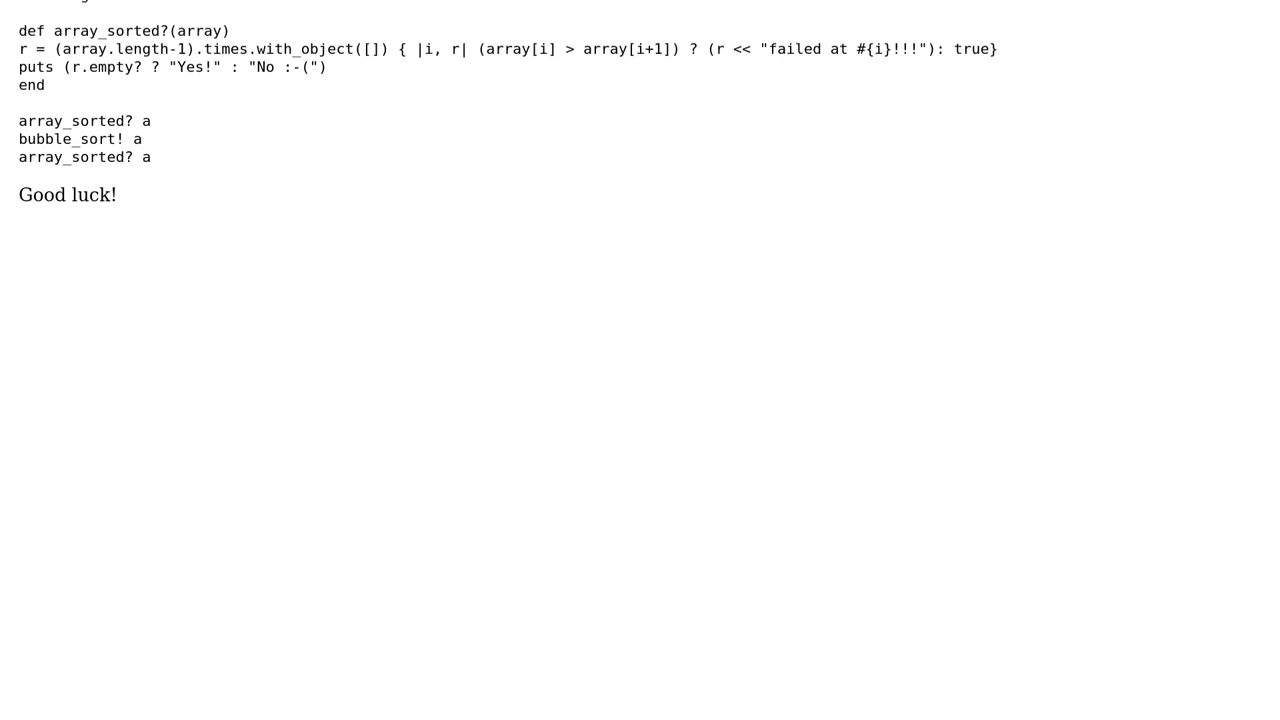 def array_sorted?(array)
r = (array.length-1).times.with_object([]) { |i, r| (array[i] > array[i+1]) ? (r << "failed at #{i}!!!"): true}
puts (r.empty? ? "Yes!" : "No :-(")
end
array_sorted? a
bubble_sort! a
array_sorted? a
Good luck!